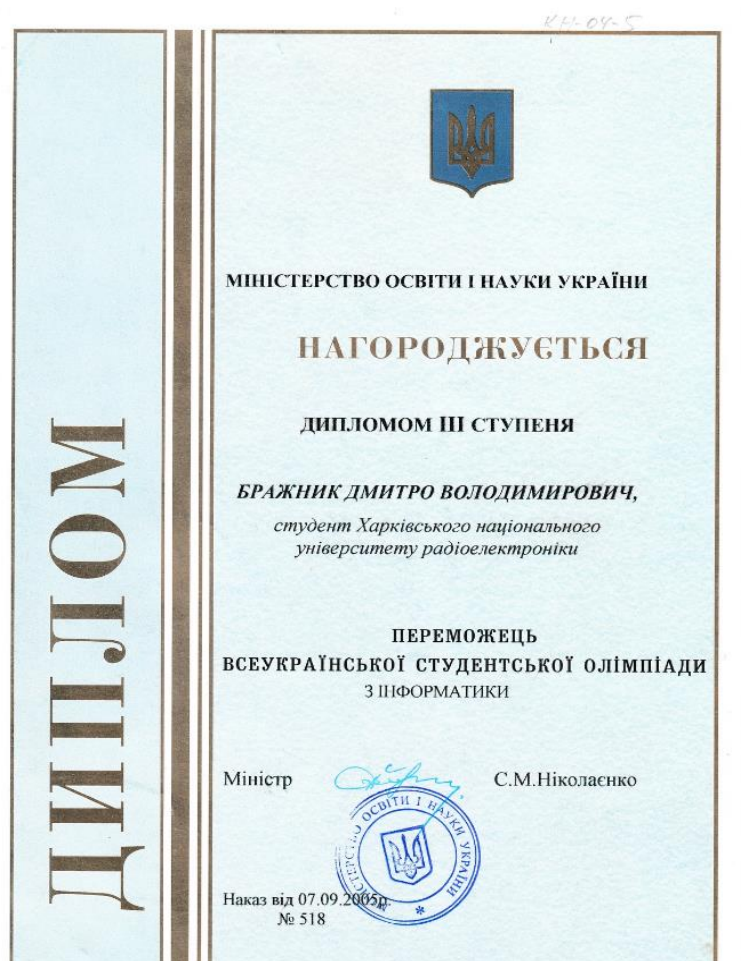 КН-04-5
ДИПЛОМ
МІНІСТЕРСТВО ОСВІТИ І НАУКИ УКРАЇНИ
НАГОРОДЖУЄТЬСЯ
ДИПЛОМОМ ІІІ СТУПЕНЯ
БРАЖНИК ДМИТРО ВОЛОДИМИРОВИЧ,
студент Харківського національного
університету радіоелектроніки
ПЕРЕМОЖЕЦЬ
ВСЕУКРАЇНСЬКОЇ СТУДЕНТСЬКОЇ ОЛІМПІАДИ
З ІНФОРМАТИКИ
Міністр С.М.Ніколаєнко
МІНІСТЕРСТВО ОСВІТИ І НАУКИ УКРАЇНИ
Наказ від 07.09.2005р.
№ 518